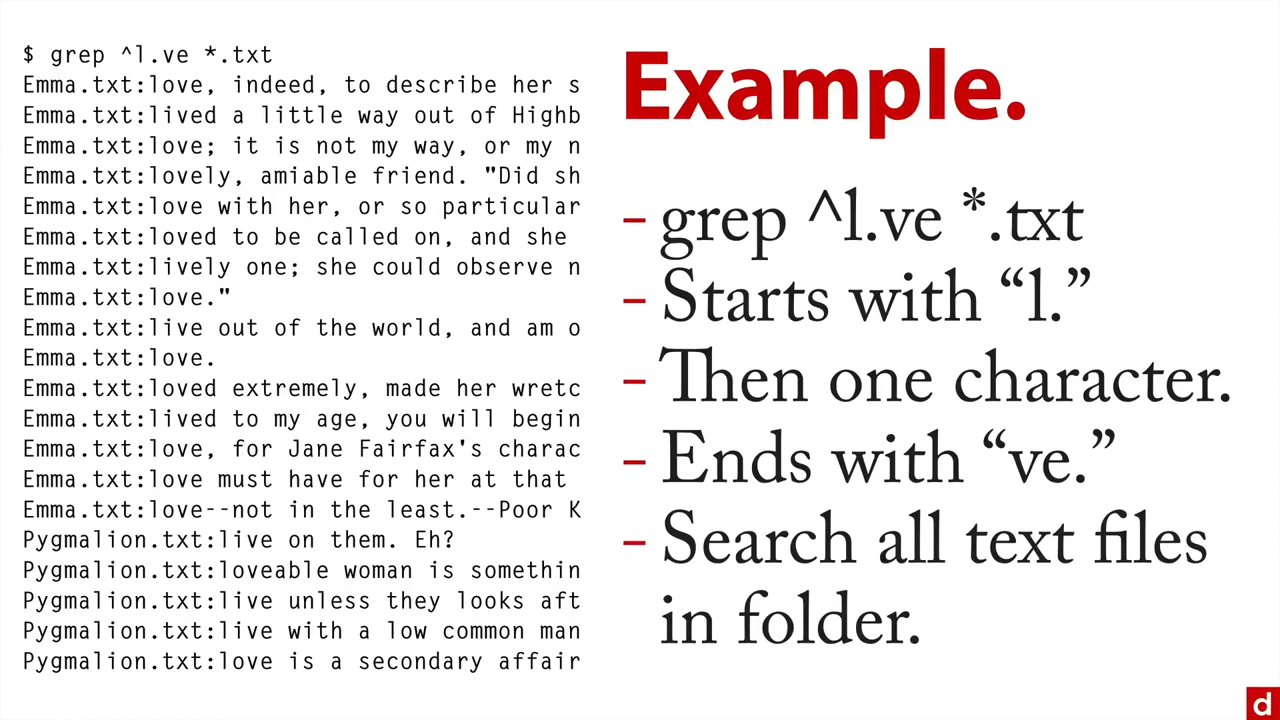 $ grep ^l.ve *.txt
Emma.txt:love, indeed, to describe her s
Emma.txt:lived a little way out of Highb
Emma.txt:love; it is not my way, or my n
Emma.txt:lovely, amiable friend. "Did sh
Emma.txt:love with her, or so particular
Emma.txt:loved to be called on, and she
Emma.txt:lively one; she could observe n
Emma.txt:love."
Emma.txt:live out of the world, and am o
Emma.txt:love.
Emma.txt:loved extremely, made her wretc
Emma.txt:lived to my age, you will begin
Emma.txt:love, for Jane Fairfax's charac
Emma.txt:love must have for her at that
Emma.txt:love--not in the least.--Poor K
Pygmalion.txt:live on them. Eh?
Pygmalion.txt:loveable woman is somethin
Pygmalion.txt:live unless they looks aft
Pygmalion.txt:live with a low common man
Pygmalion.txt:love is a secondary affair
Example.
– grep ^l.ve *.txt
– Starts with “l.”
– Then one character.
– Ends with “ve.”
– Search all text files
in folder.
d